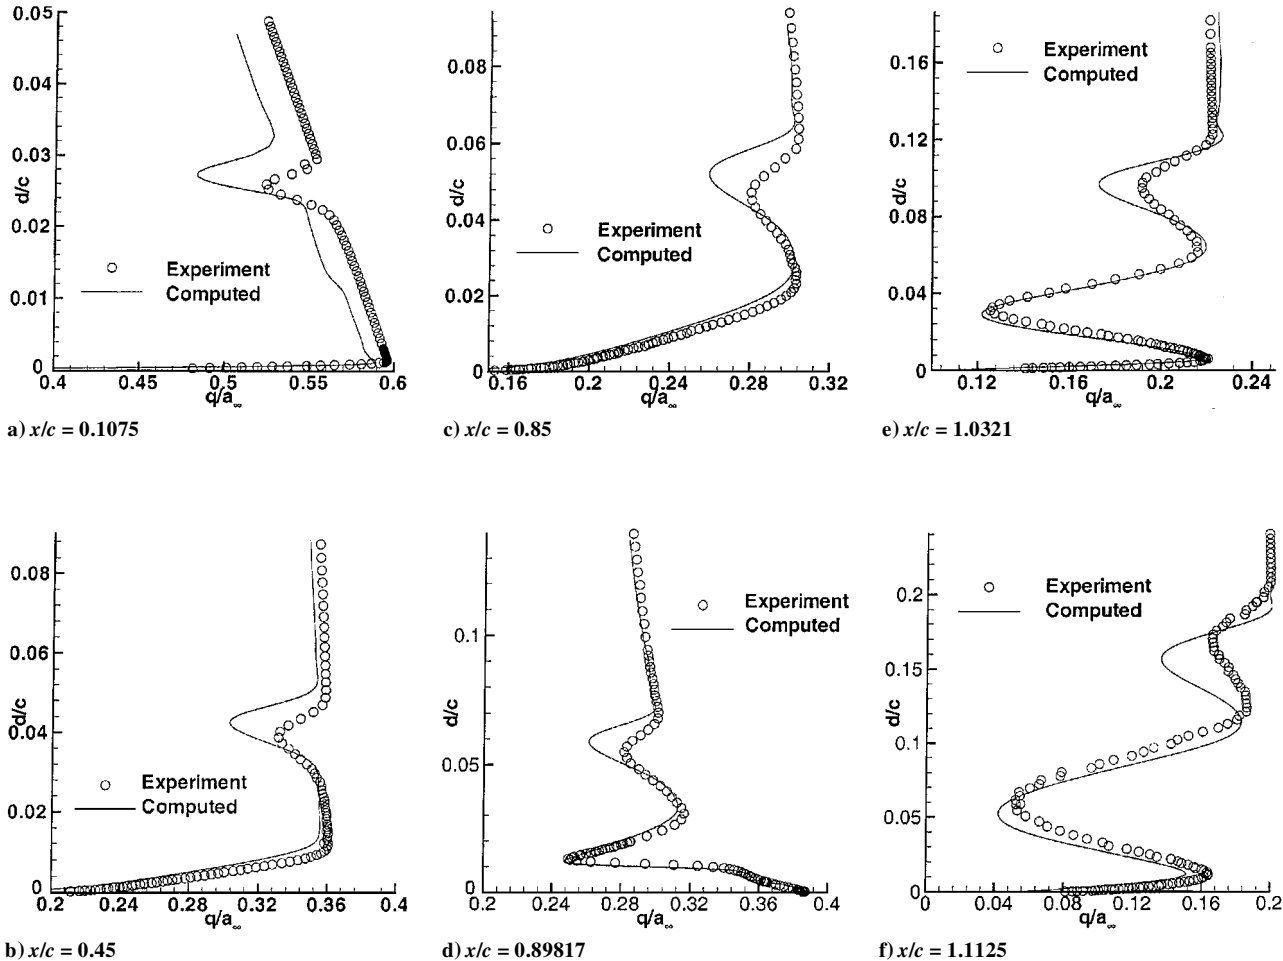 0.05
0.04
0.03
d/c
0.02
0.01
0
0.4
0.45
0.5
0.55
0.6
q/a∞
Experiment
Computed
a) x/c = 0.1075
0.08
0.06
d/c
0.04
0.02
0
0.16
0.2
0.24
0.28
0.32
q/a∞
Experiment
Computed
c) x/c = 0.85
0.16
0.12
d/c
0.08
0.04
0
0.12
0.16
0.2
0.24
q/a∞
Experiment
Computed
e) x/c = 1.0321
0.08
0.06
d/c
0.04
0.02
0
0.2
0.24
0.28
0.32
0.36
0.4
q/a∞
Experiment
Computed
b) x/c = 0.45
0.1
d/c
0.05
0
0.2
0.25
0.3
0.35
0.4
q/a∞
Experiment
Computed
d) x/c = 0.89817
0.2
0.15
d/c
0.1
0.05
0
0
0.04
0.08
0.12
0.16
0.2
q/a∞
Experiment
Computed
f) x/c = 1.1125